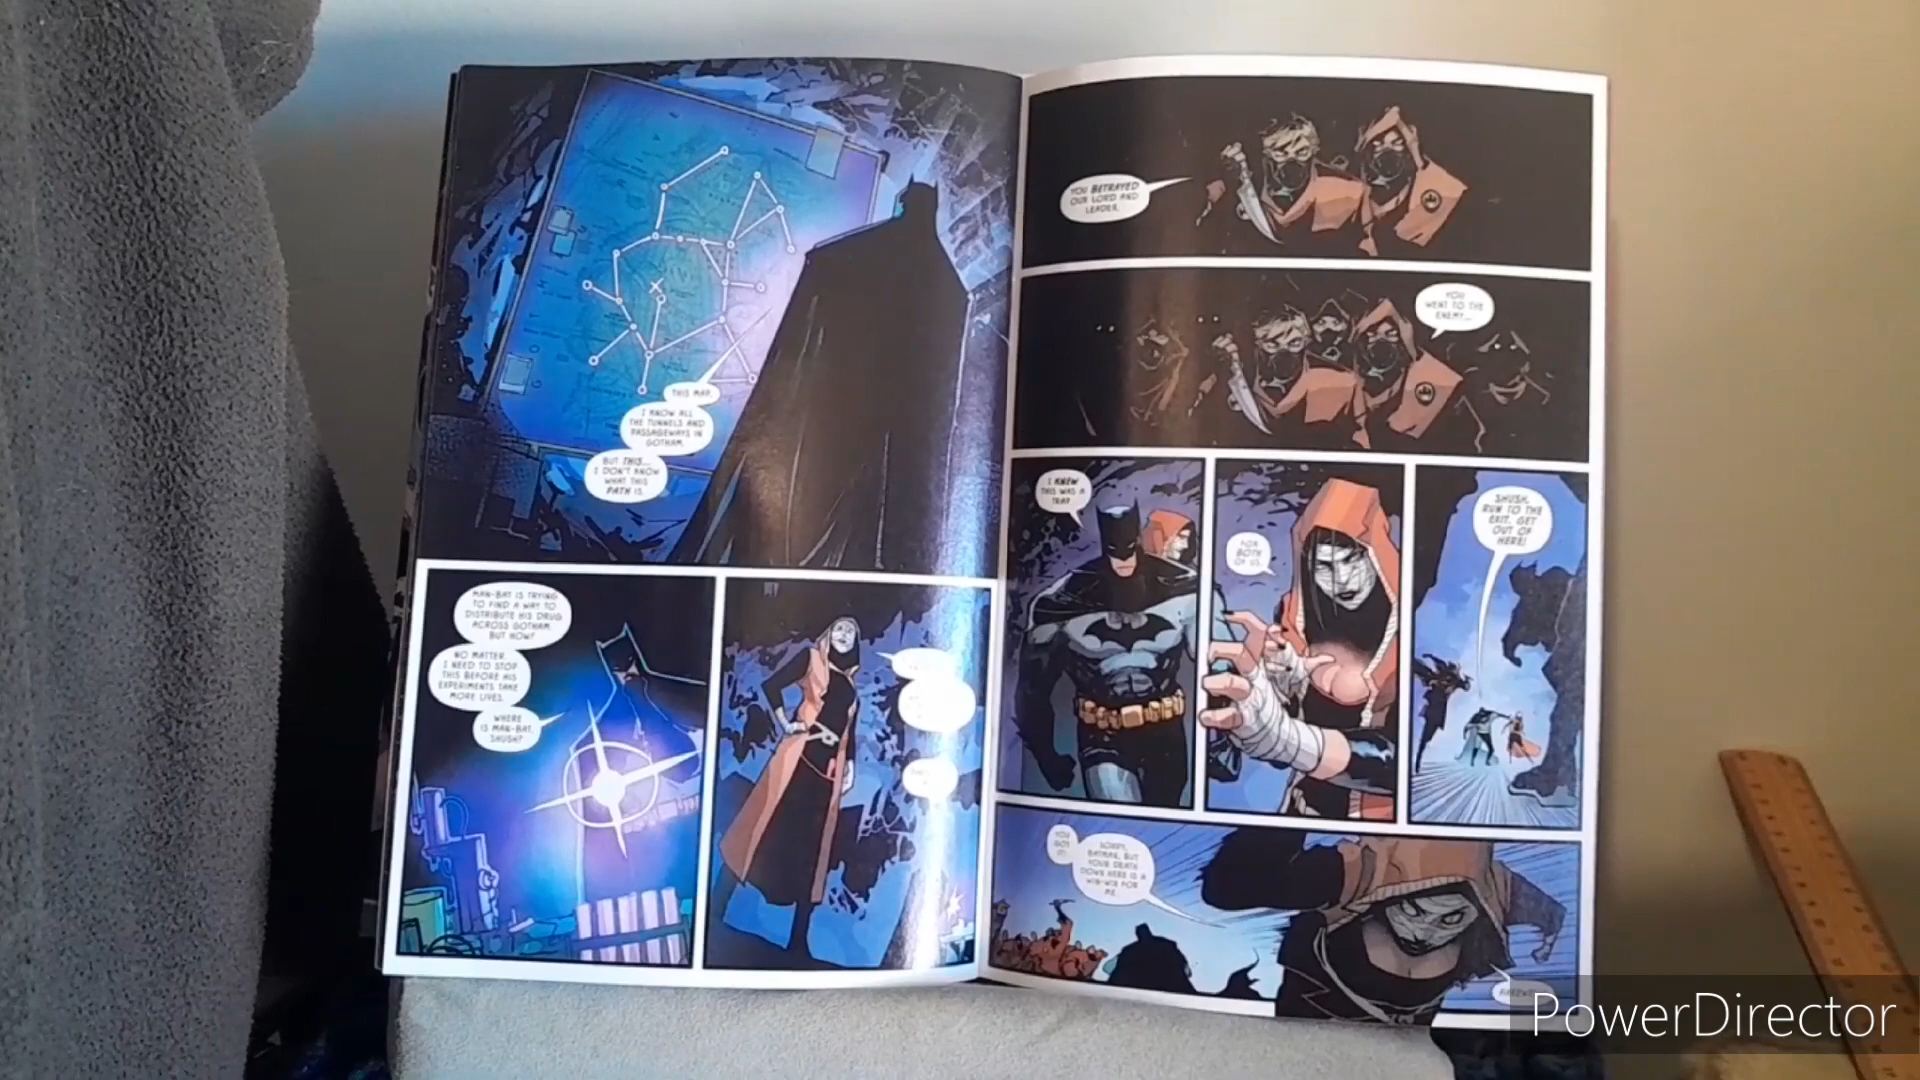 THIS MAP.
I KNOW ALL
THE TUNNELS AND
PASSAGEWAYS IN
GOTHAM.
BUT THIS...
I DON'T KNOW
WHAT THIS
PATH IS.
MAN-BAT IS TRYING
TO FIND A WAY TO
DISTRIBUTE HIS DRUG
ACROSS GOTHAM.
BUT HOW?
NO MATTER.
I NEED TO STOP
THIS BEFORE HIS
EXPERIMENTS TAKE
MORE LIVES.
WHERE
IS MAN-BAT,
SHUSH?
YOU BETRAYED
OUR LORD AND
LEADER.
YOU
WENT TO THE
ENEMY...
I KNEW
THIS WAS A
TRAP.
FOR
BOTH
OF US.
SHUSH,
RUN TO THE
EXIT. GET
OUT OF
HERE!
YOU
GOT
IT!
SORRY,
BATMAN, BUT
YOUR DEATH
DOWN HERE IS A
WIN-WIN FOR
ME.
PowerDirector